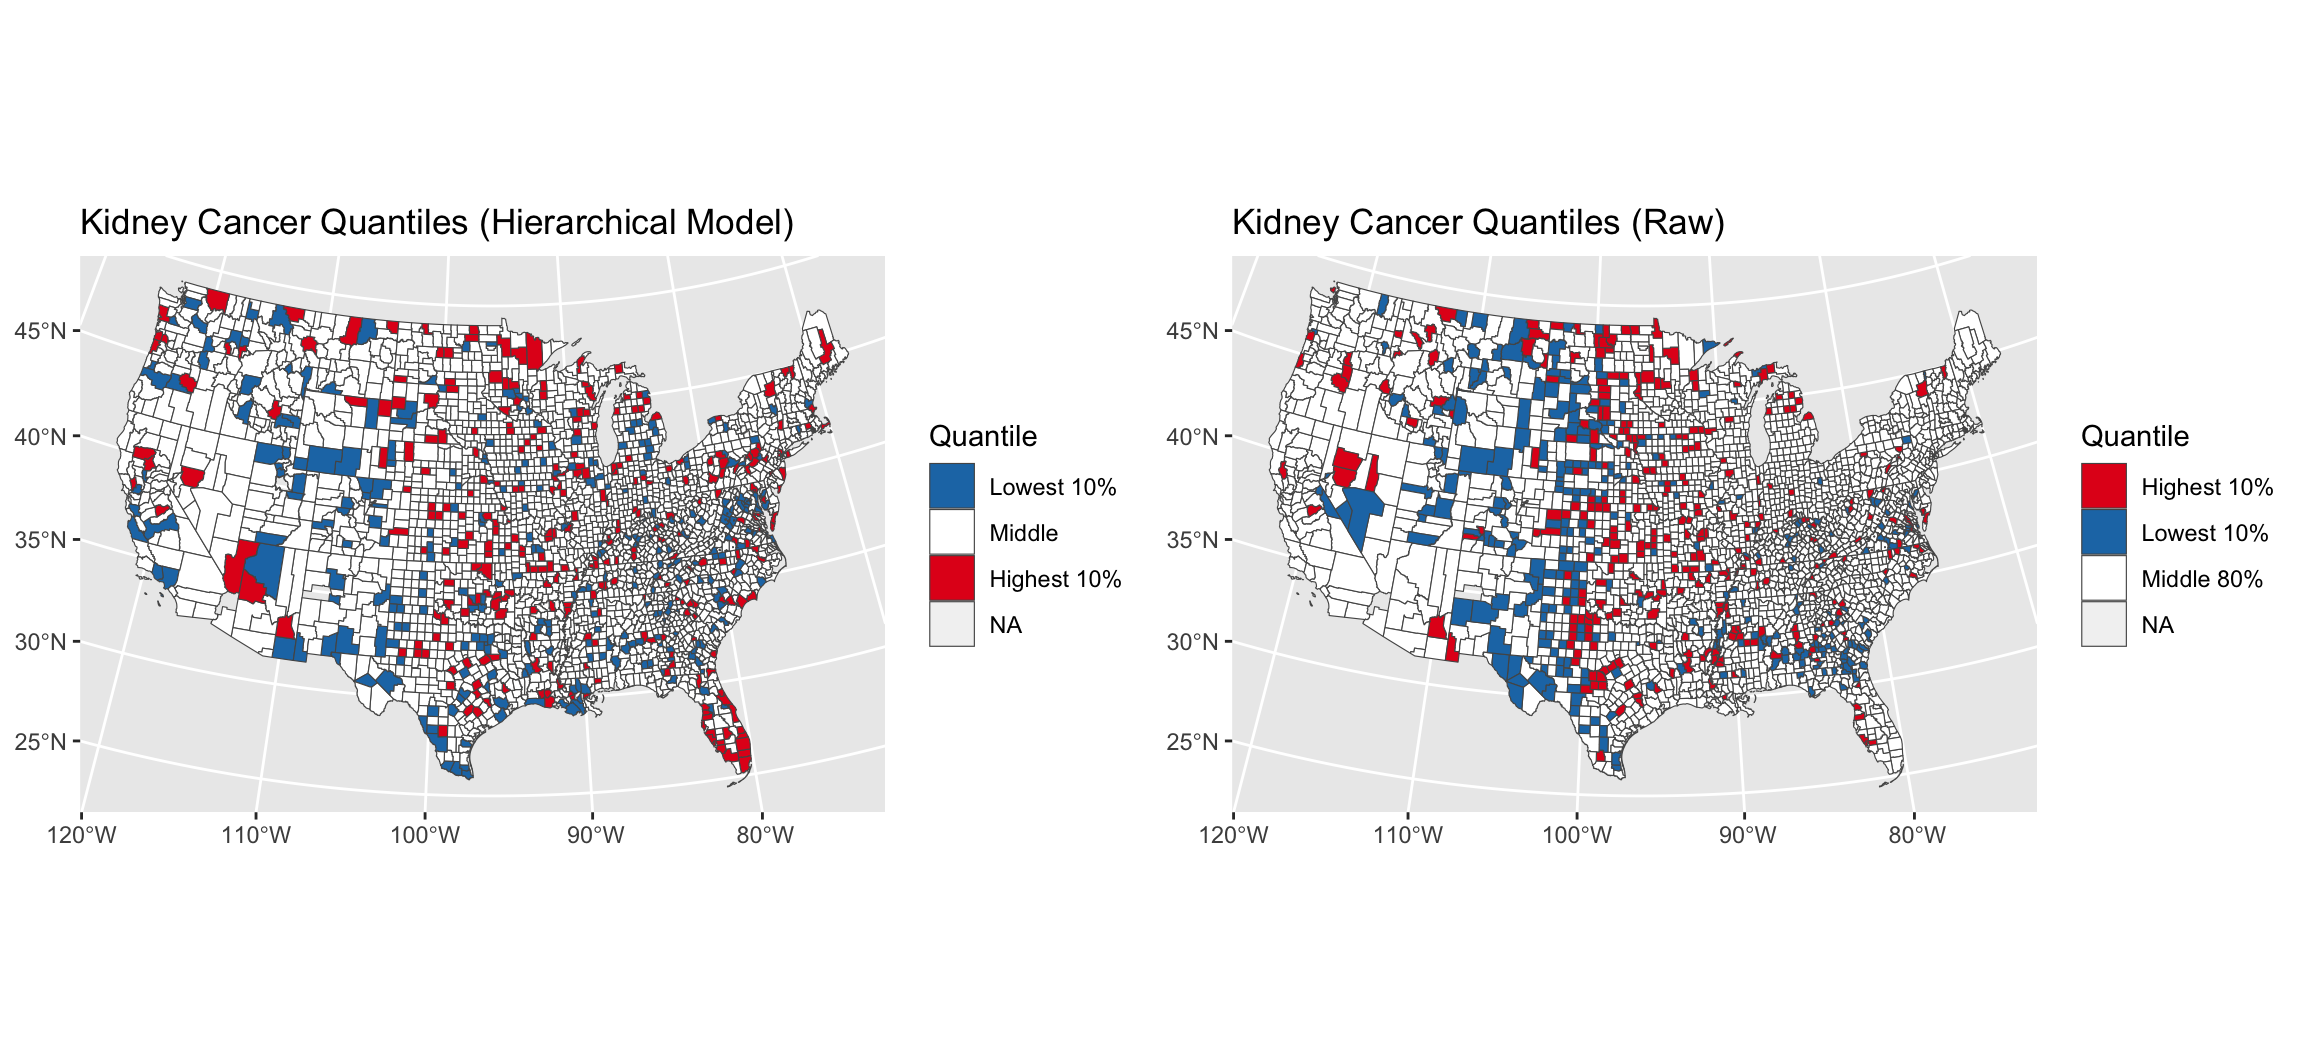 Kidney Cancer Quantiles (Hierarchical Model)
45°N
40°N
35°N
30°N
25°N
120°W 110°W 100°W 90°W 80°W
Quantile
Lowest 10%
Middle
Highest 10%
NA
Kidney Cancer Quantiles (Raw)
45°N
40°N
35°N
30°N
25°N
120°W 110°W 100°W 90°W 80°W
Quantile
Highest 10%
Lowest 10%
Middle 80%
NA